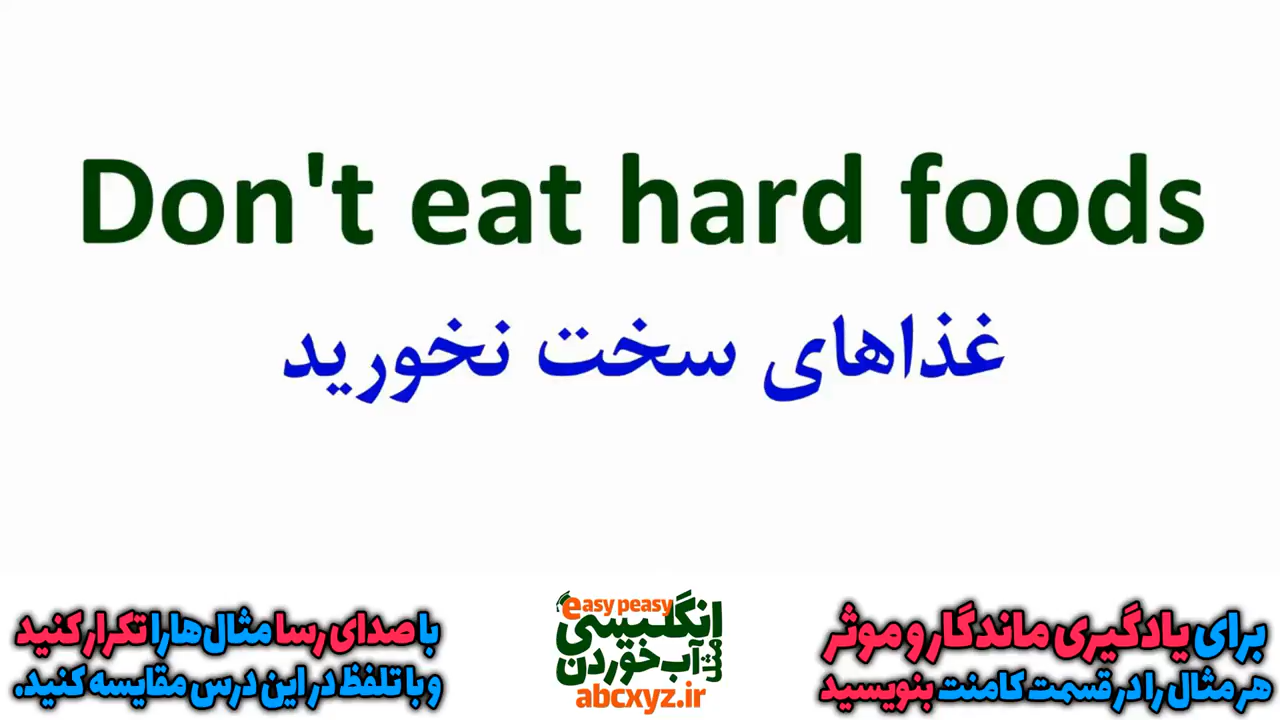 Don't eat hard foods
غذاهای سخت نخورید
برای یادگیری ماندگار و موثر
هر مثال را در قسمت کامنت بنویسید
easy peasy
انگلیسی
مثل آب خوردن
abcxyz.ir
با صدای رسا مثال‌ها را تکرار کنید
و با تلفظ در این درس مقایسه کنید.